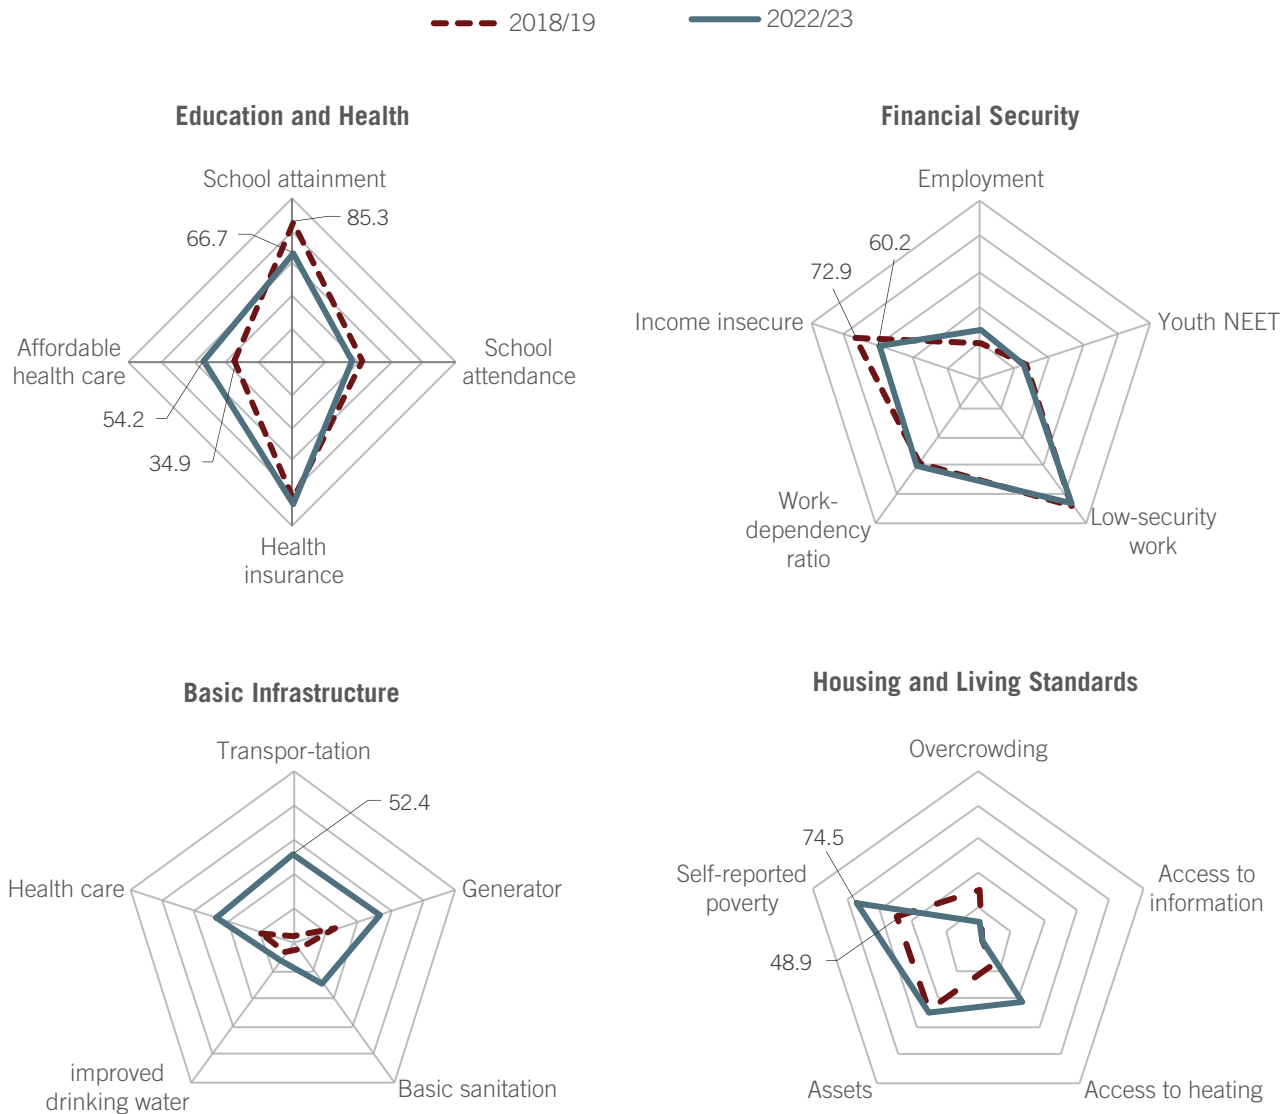 2018/19
2022/23
Education and Health
School attainment
85.3
66.7
Affordable
health care
School
attendance
54.2
34.9
Health
insurance
Financial Security
Employment
60.2
72.9
Income insecure
Youth NEET
Work-
dependency
ratio
Low-security
work
Basic Infrastructure
Transpor-tation
52.4
Health care
Generator
improved
drinking water
Basic sanitation
Housing and Living Standards
Overcrowding
74.5
Self-reported
poverty
Access to
information
48.9
Assets
Access to heating